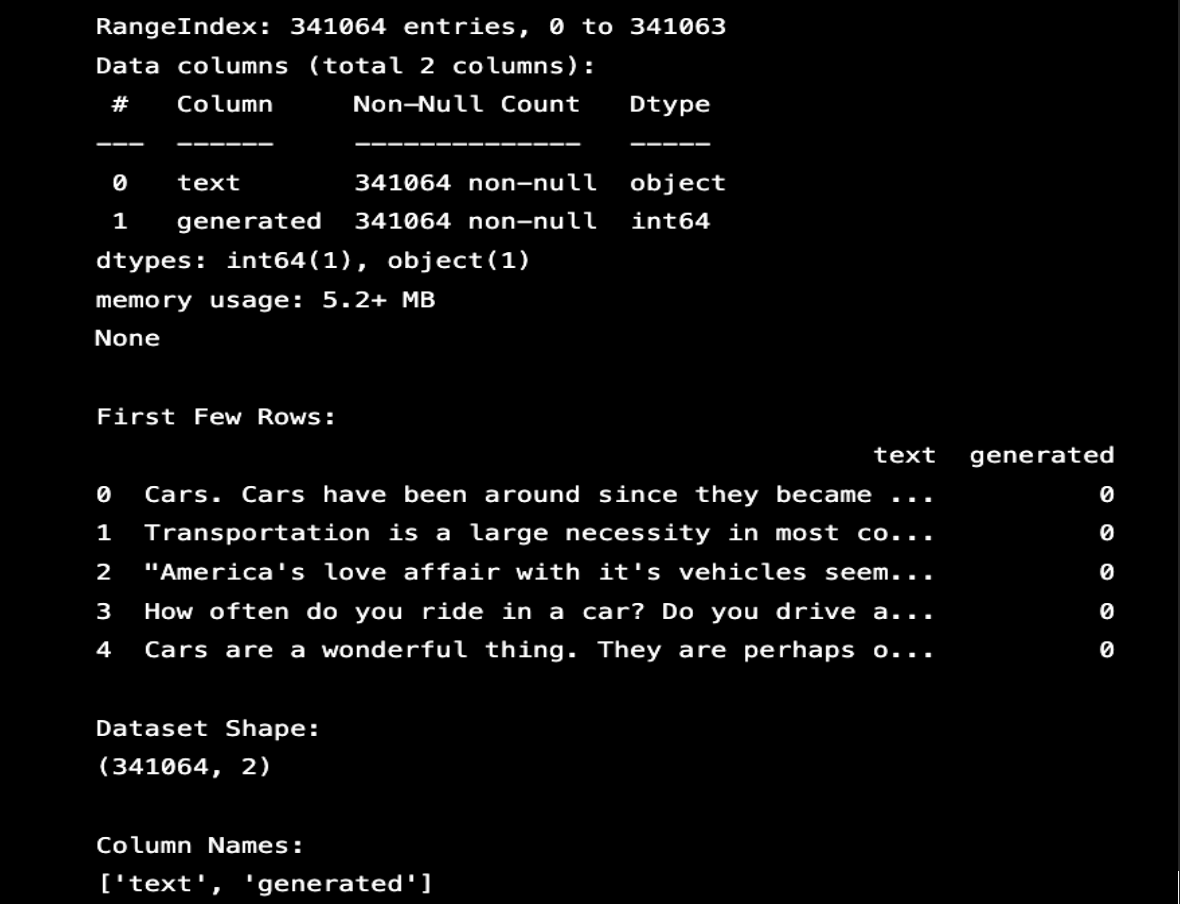 RangeIndex: 341064 entries, 0 to 341063
Data columns (total 2 columns):
 #   Column     Non-Null Count   Dtype
---  ------     --------------   -----
 0   text       341064 non-null  object
 1   generated  341064 non-null  int64
dtypes: int64(1), object(1)
memory usage: 5.2+ MB
None
First Few Rows:
                                                text  generated
0  Cars. Cars have been around since they became ...          0
1  Transportation is a large necessity in most co...          0
2  "America's love affair with it's vehicles seem...          0
3  How often do you ride in a car? Do you drive a...          0
4  Cars are a wonderful thing. They are perhaps o...          0
Dataset Shape:
(341064, 2)
Column Names:
['text', 'generated']